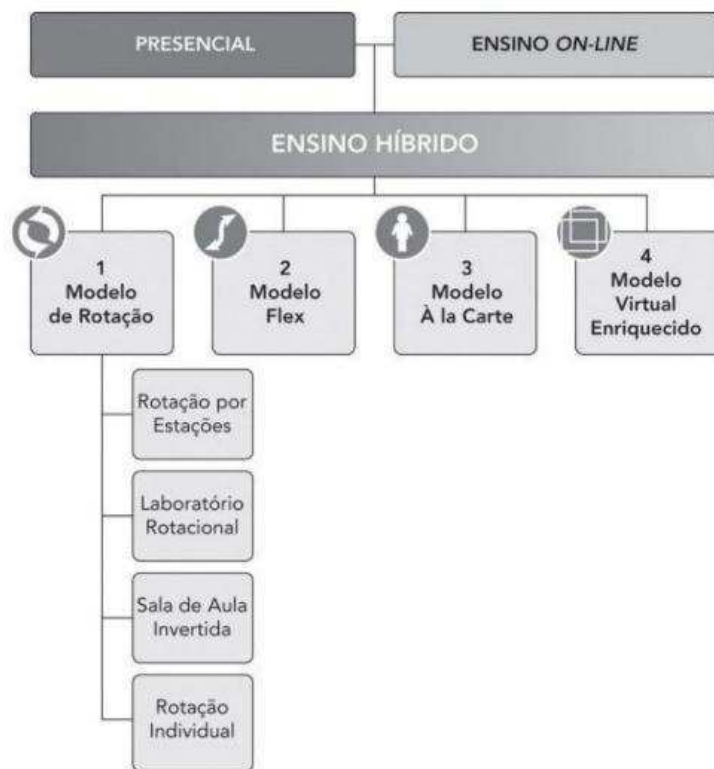 PRESENCIAL
ENSINO ON-LINE
ENSINO HÍBRIDO
1
Modelo
de Rotação
2
Modelo
Flex
3
Modelo
À la Carte
4
Modelo
Virtual
Enriquecido
Rotação por
Estações
Laboratório
Rotacional
Sala de Aula
Invertida
Rotação
Individual